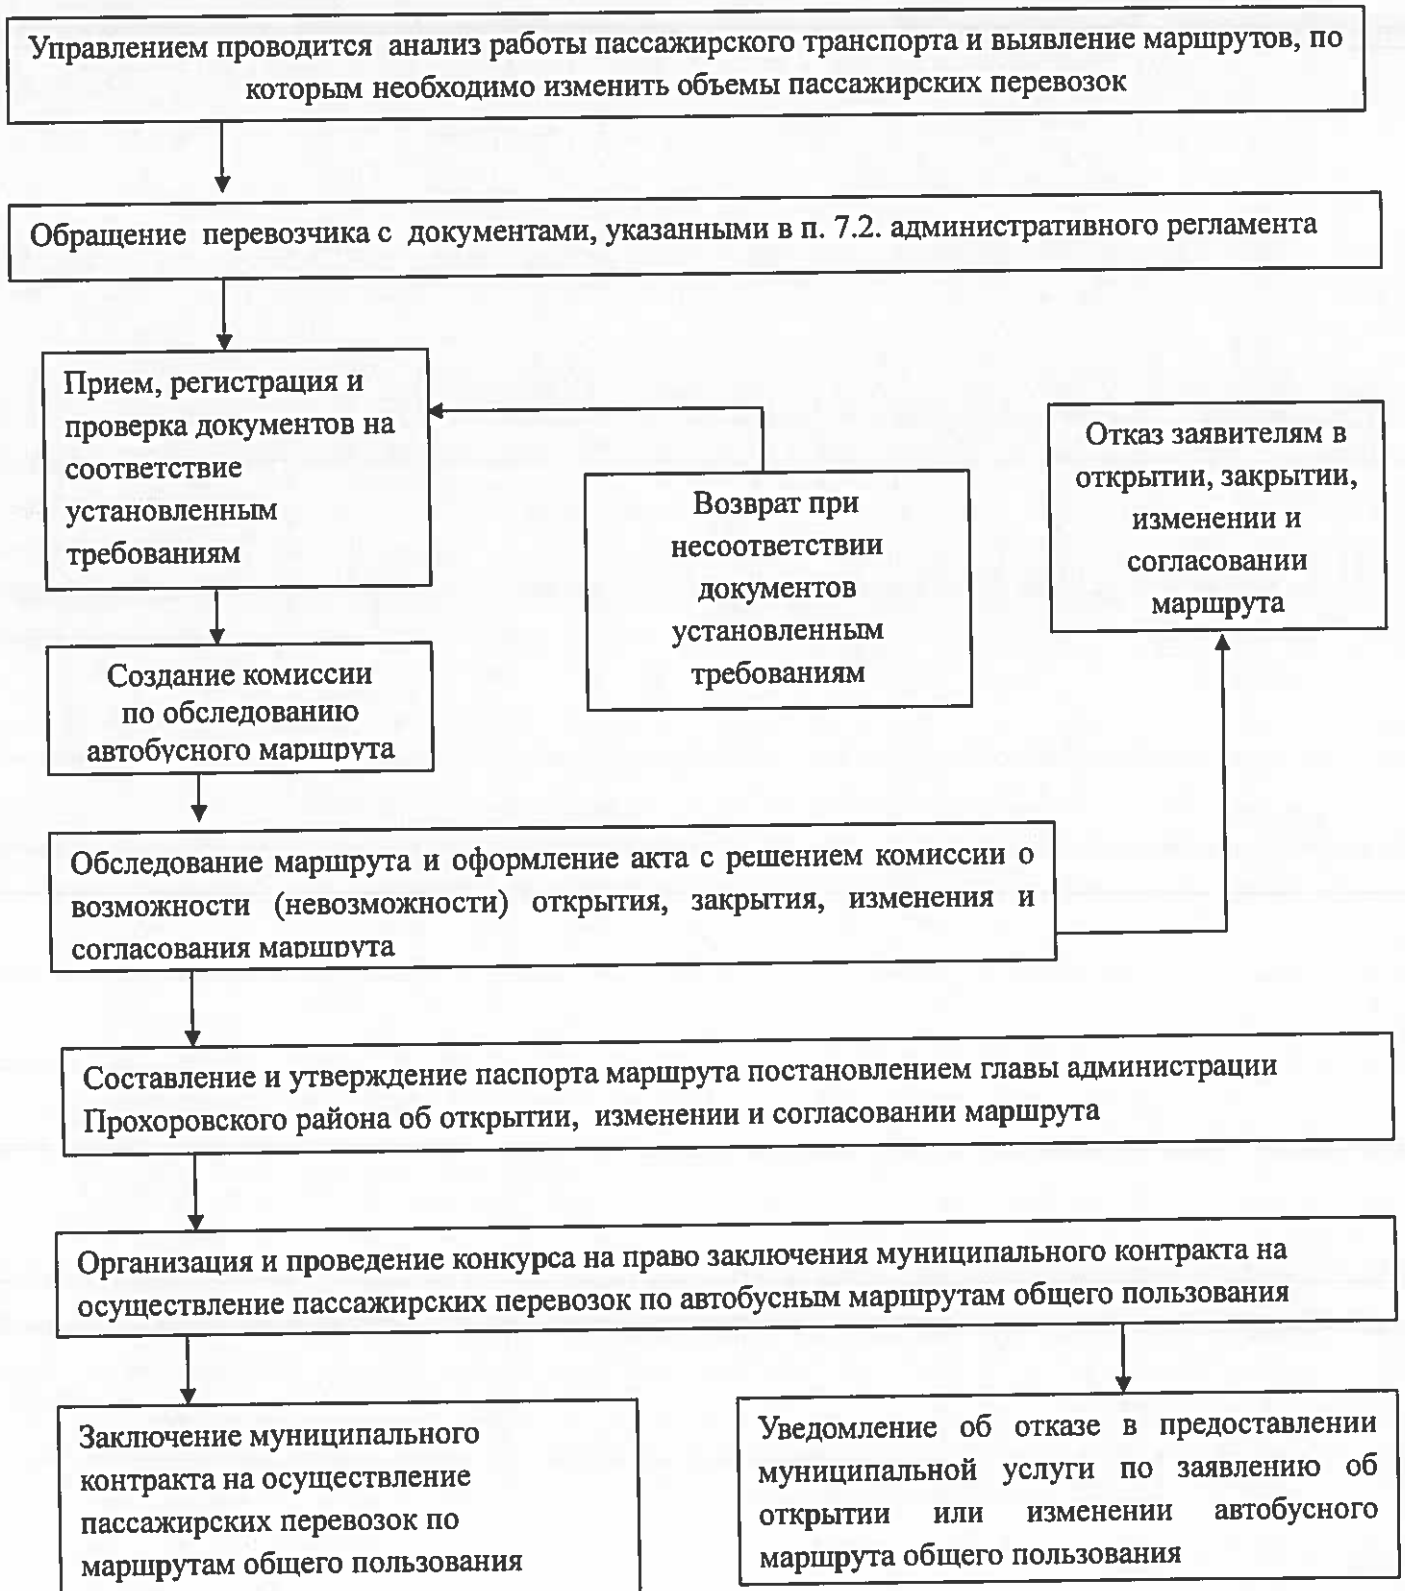 Управлением проводится анализ работы пассажирского транспорта и выявление маршрутов, по
которым необходимо изменить объемы пассажирских перевозок
Обращение перевозчика с документами, указанными в п. 7.2. административного регламента
Прием, регистрация и
проверка документов на
соответствие
установленным
требованиям
Возврат при
несоответствии
документов
установленным
требованиям
Отказ заявителям в
открытии, закрытии,
изменении и
согласовании
маршрута
Создание комиссии
по обследованию
автобусного маршрута
Обследование маршрута и оформление акта с решением комиссии о
возможности (невозможности) открытия, закрытия, изменения и
согласования маршрута
Составление и утверждение паспорта маршрута постановлением главы администрации
Прохоровского района об открытии, изменении и согласовании маршрута
Организация и проведение конкурса на право заключения муниципального контракта на
осуществление пассажирских перевозок по автобусным маршрутам общего пользования
Заключение муниципального
контракта на осуществление
пассажирских перевозок по
маршрутам общего пользования
Уведомление об отказе в предоставлении
муниципальной услуги по заявлению об
открытии или изменении автобусного
маршрута общего пользования